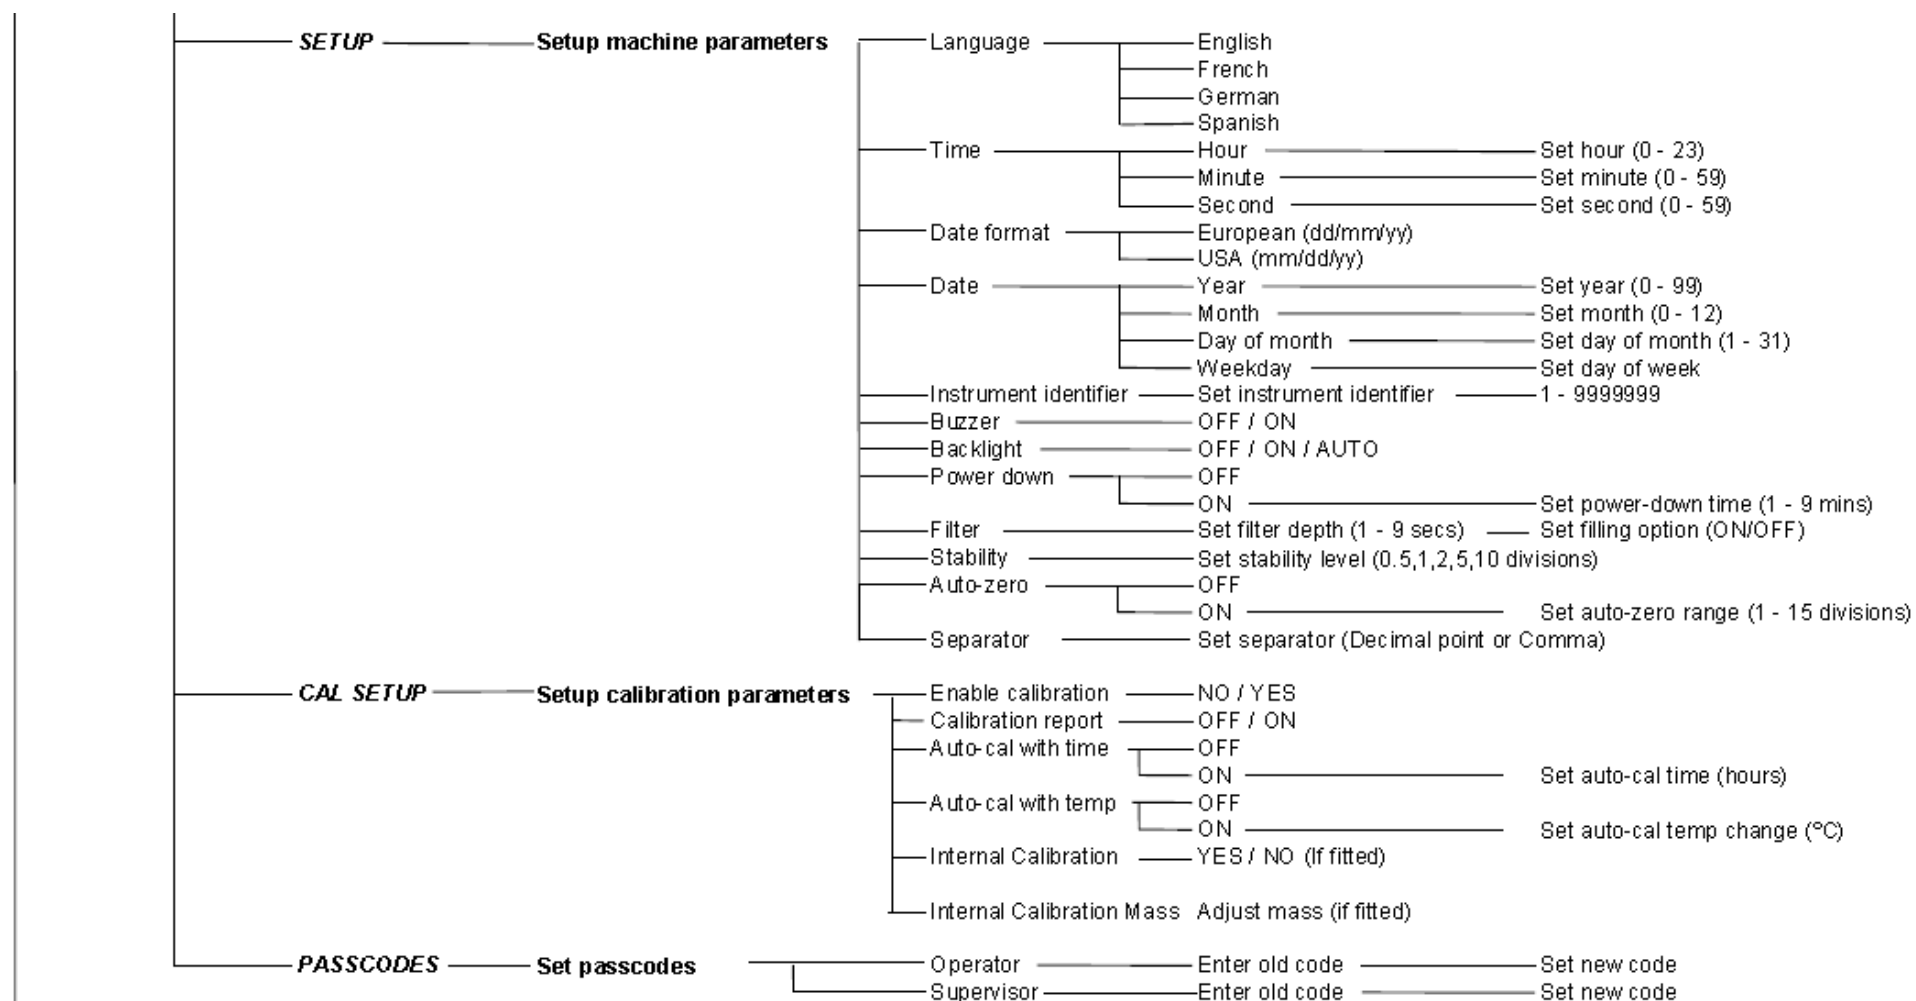 SETUP Setup machine parameters Language English
French
German
Spanish
Time Hour Set hour (0 - 23)
Minute Set minute (0 - 59)
Second Set second (0 - 59)
Date format European (dd/mm/yy)
USA (mm/dd/yy)
Date Year Set year (0 - 99)
Month Set month (0 - 12)
Day of month Set day of month (1 - 31)
Weekday Set day of week
Instrument identifier Set instrument identifier 1 - 9999999
Buzzer OFF / ON
Backlight OFF / ON / AUTO
Power down OFF
ON Set power-down time (1 - 9 mins)
Filter Set filter depth (1 - 9 secs) Set filling option (ON/OFF)
Stability Set stability level (0.5,1,2,5,10 divisions)
Auto-zero OFF
ON Set auto-zero range (1 - 15 divisions)
Separator Set separator (Decimal point or Comma)
CAL SETUP Setup calibration parameters Enable calibration NO / YES
Calibration report OFF / ON
Auto-cal with time OFF
ON Set auto-cal time (hours)
Auto-cal with temp OFF
ON Set auto-cal temp change (°C)
Internal Calibration YES / NO (If fitted)
Internal Calibration Mass Adjust mass (if fitted)
PASSCODES Set passcodes Operator Enter old code Set new code
Supervisor Enter old code Set new code